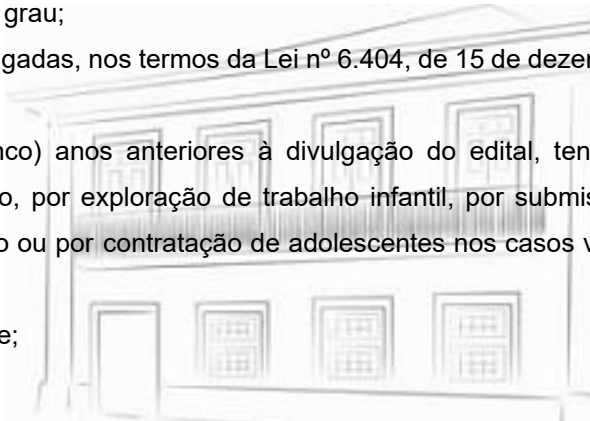 grau;
gadas, nos termos da Lei nº 6.404, de 15 de dezer
nco) anos anteriores à divulgação do edital, ten
o, por exploração de trabalho infantil, por submis
o ou por contratação de adolescentes nos casos v
e;